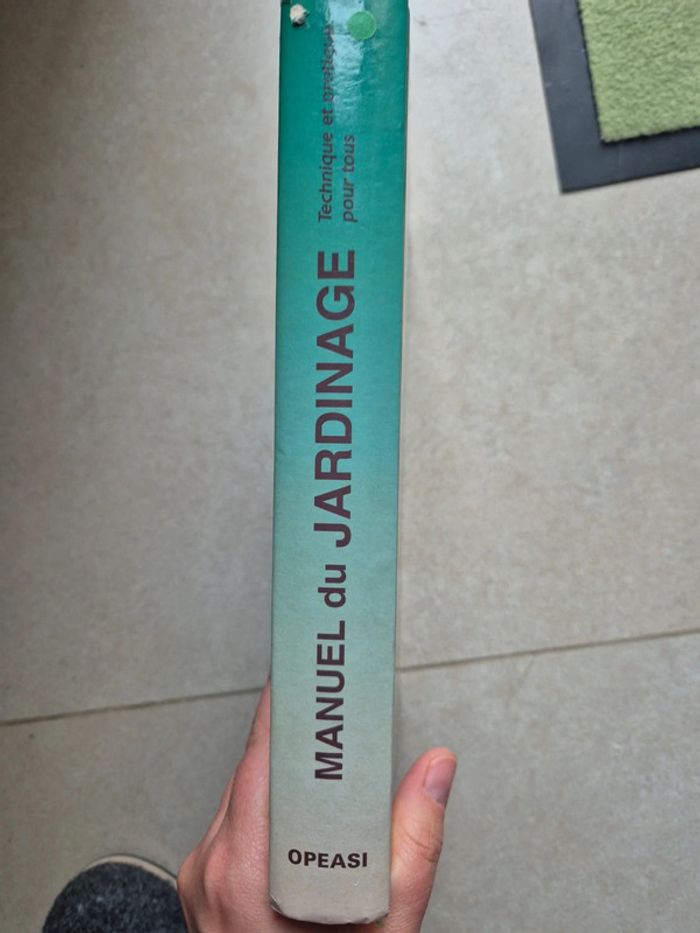 MANUEL du JARDINAGE
Technique et pratique
pour tous
OPEASI